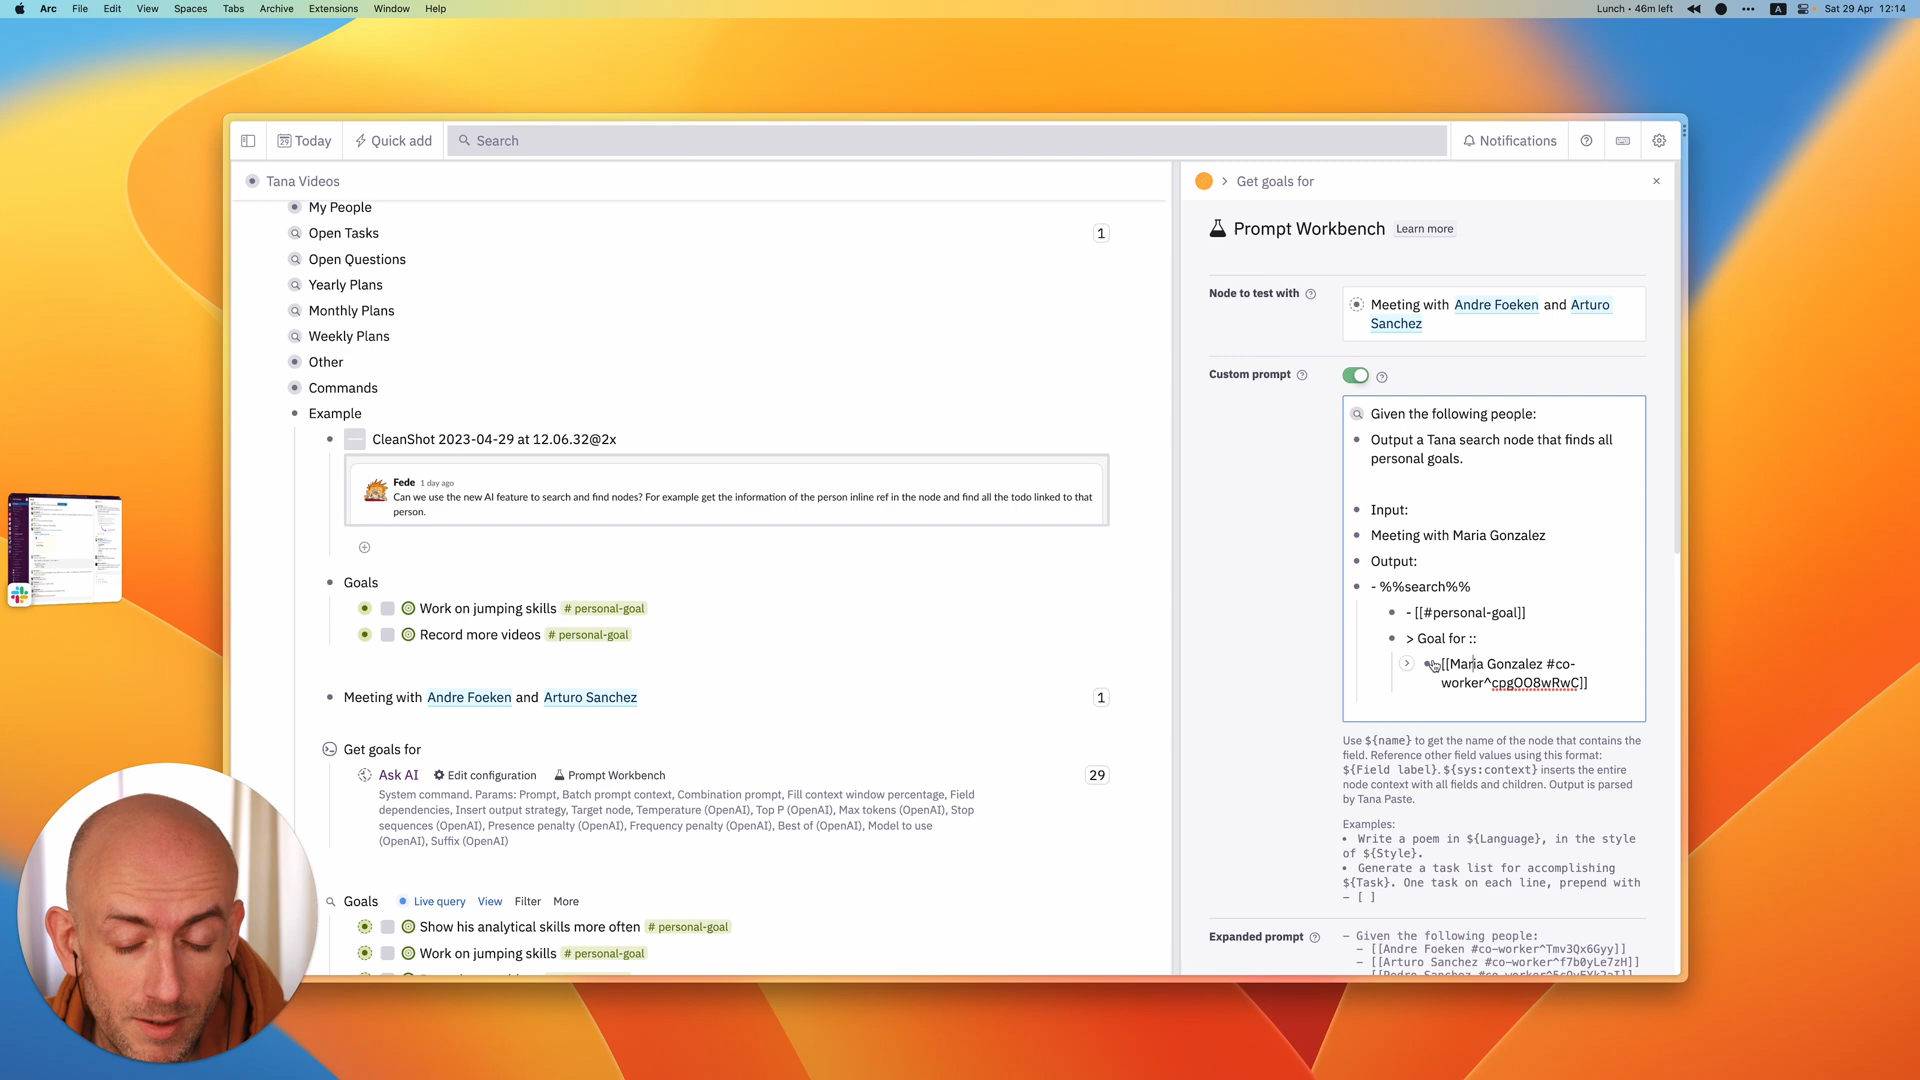 Arc File Edit View Spaces Tabs Archive Extensions Window Help
Lunch • 46m left
A
Sat 29 Apr 12:14
Today
Quick add
Search
Notifications
Tana Videos
My People
Open Tasks
1
Open Questions
Yearly Plans
Monthly Plans
Weekly Plans
Other
Commands
Example
CleanShot 2023-04-29 at 12.06.32@2x
Fede 1 day ago
Can we use the new AI feature to search and find nodes? For example get the information of the person inline ref in the node and find all the todo linked to that
person.
Goals
Work on jumping skills # personal-goal
Record more videos # personal-goal
Meeting with Andre Foeken and Arturo Sanchez
1
Get goals for
Ask AI Edit configuration Prompt Workbench
29
System command. Params: Prompt, Batch prompt context, Combination prompt, Fill context window percentage, Field
dependencies, Insert output strategy, Target node, Temperature (OpenAI), Top P (OpenAI), Max tokens (OpenAI), Stop
sequences (OpenAI), Presence penalty (OpenAI), Frequency penalty (OpenAI), Best of (OpenAI), Model to use
(OpenAI), Suffix (OpenAI)
Goals Live query View Filter More
Show his analytical skills more often # personal-goal
Work on jumping skills # personal-goal
Get goals for
Prompt Workbench Learn more
Node to test with
Meeting with Andre Foeken and Arturo
Sanchez
Custom prompt
Given the following people:
Output a Tana search node that finds all
personal goals.
Input:
Meeting with Maria Gonzalez
Output:
- %%search%%
- [[#personal-goal]]
> Goal for ::
[[Maria Gonzalez #co-
worker^cpgOO8wRwC]]
Use ${name} to get the name of the node that contains the
field. Reference other field values using this format:
${Field label}. ${sys:context} inserts the entire
node context with all fields and children. Output is parsed
by Tana Paste.
Examples:
• Write a poem in ${Language}, in the style
of ${Style}.
• Generate a task list for accomplishing
${Task}. One task on each line, prepend with
– [ ]
Expanded prompt
– Given the following people:
– [[Andre Foeken #co-worker^Tmv3Qx6Gyy]]
– [[Arturo Sanchez #co-worker^f7b0yLe7zH]]